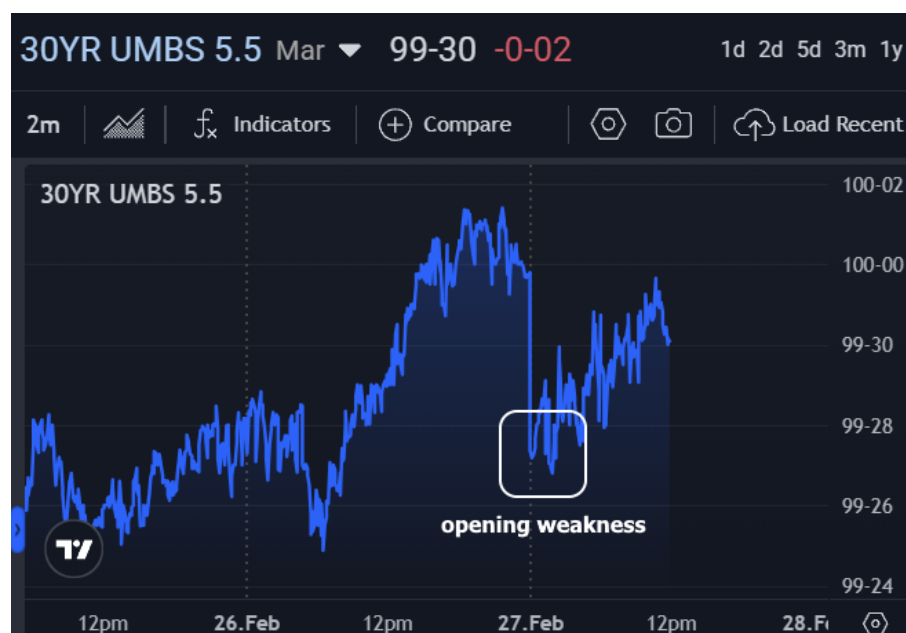 30YR UMBS 5.5 Mar 99-30 -0-02 1d 2d 5d 3m 1y
2m Indicators Compare Load Recent
30YR UMBS 5.5
100-02
100-00
99-30
99-28
opening weakness
99-26
99-24
12pm 26.Feb 12pm 27.Feb 12pm 28.F